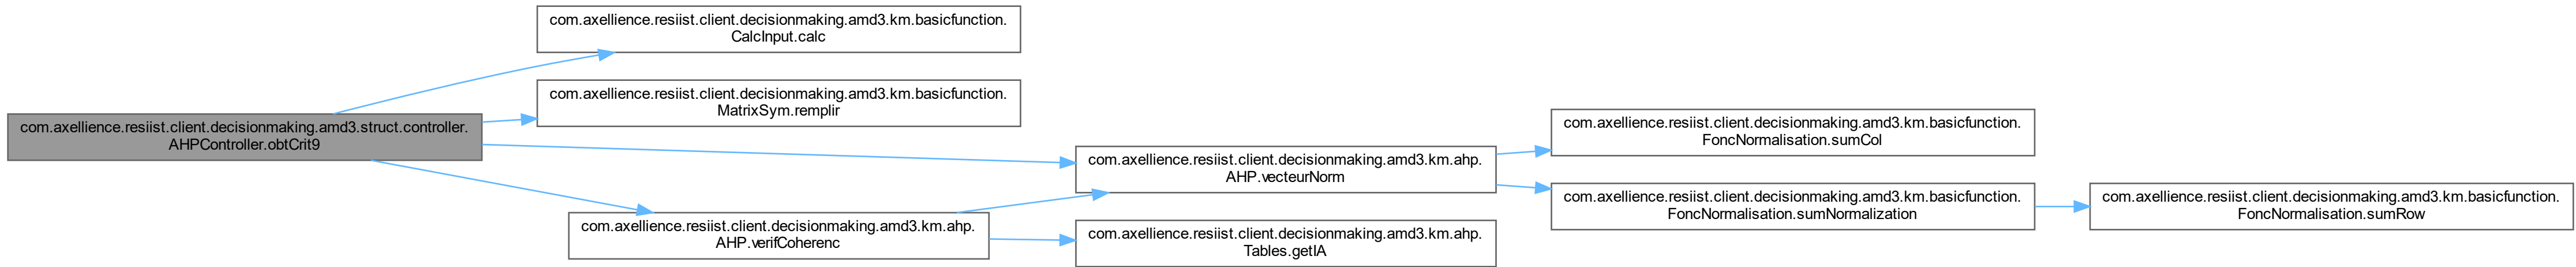 com.axellience.resiist.client.decisionmaking.amd3.struct.controller.
AHPController.obtCrit9
com.axellience.resiist.client.decisionmaking.amd3.km.basicfunction.
CalcInput.calc
com.axellience.resiist.client.decisionmaking.amd3.km.basicfunction.
MatrixSym.remplir
com.axellience.resiist.client.decisionmaking.amd3.km.ahp.
AHP.verifCoherenc
com.axellience.resiist.client.decisionmaking.amd3.km.ahp.
AHP.vecteurNorm
com.axellience.resiist.client.decisionmaking.amd3.km.ahp.
Tables.getIA
com.axellience.resiist.client.decisionmaking.amd3.km.basicfunction.
FoncNormalisation.sumCol
com.axellience.resiist.client.decisionmaking.amd3.km.basicfunction.
FoncNormalisation.sumNormalization
com.axellience.resiist.client.decisionmaking.amd3.km.basicfunction.
FoncNormalisation.sumRow